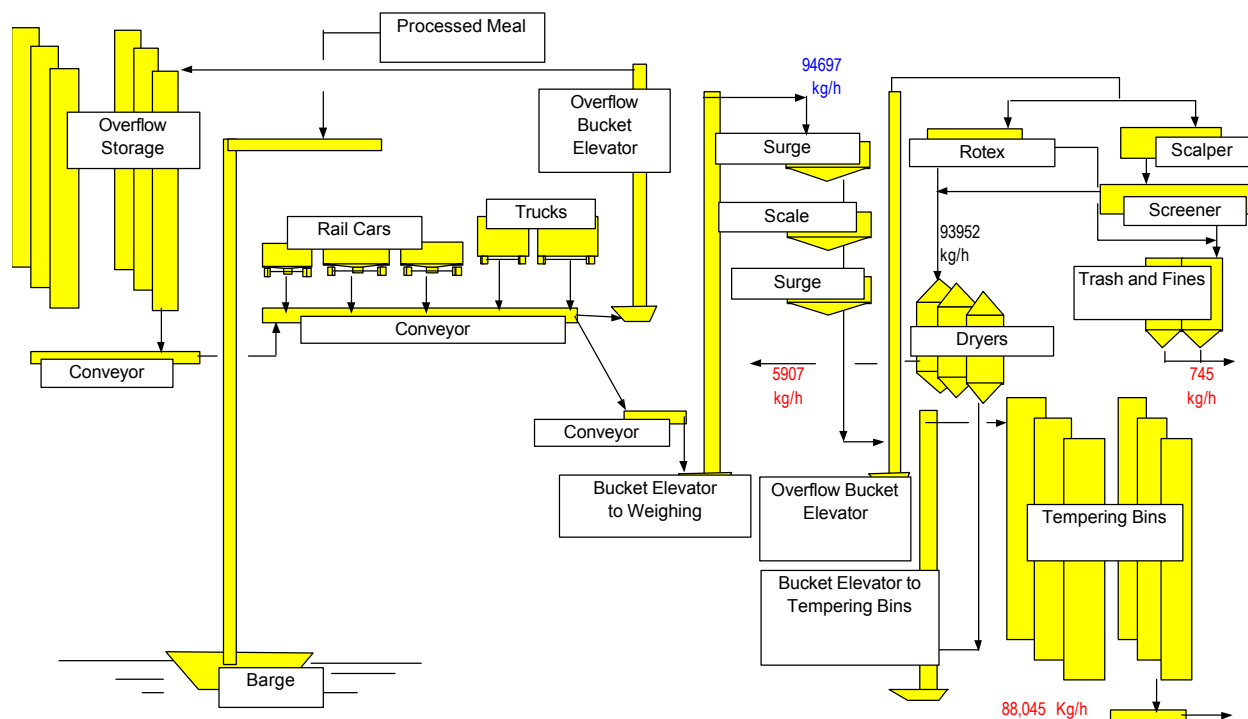 Processed Meal
94697
kg/h
Overflow
Storage
Overflow
Bucket
Elevator
Surge
Rotex
Scalper
Rail Cars
Trucks
Scale
Screener
93952
kg/h
Surge
Trash and Fines
Conveyor
Dryers
Conveyor
5907
kg/h
745
kg/h
Conveyor
Bucket Elevator
to Weighing
Overflow Bucket
Elevator
Tempering Bins
Bucket Elevator to
Tempering Bins
Barge
88,045 Kg/h